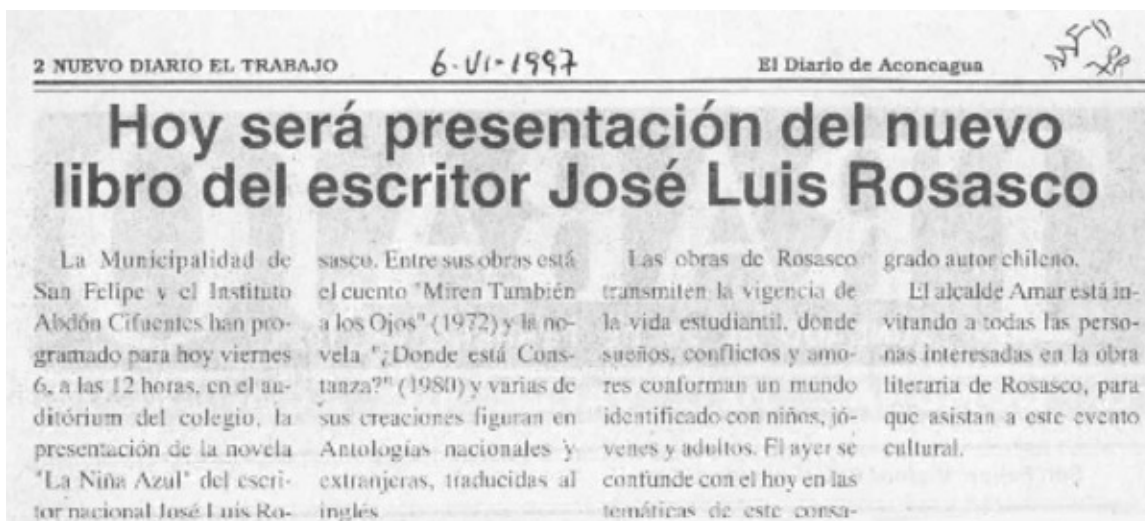 2 NUEVO DIARIO EL TRABAJO
6-VI-1997
El Diario de Aconcagua
Hoy será presentación del nuevo
libro del escritor José Luis Rosasco
La Municipalidad de
San Felipe y el Instituto
Abdón Cifuentes han pro-
gramado para hoy viernes
6, a las 12 horas, en el au-
ditórium del colegio, la
presentación de la novela
"La Niña Azul" del escri-
tor nacional José Luis Ro-
sasco. Entre sus obras está
el cuento "Miren También
a los Ojos" (1972) y la no-
vela "¿Donde está Cons-
tanza?" (1980) y varias de
sus creaciones figuran en
Antologías nacionales y
extranjeras, traducidas al
inglés
Las obras de Rosasco
transmiten la vigencia de
la vida estudiantil, donde
sueños, conflictos y amo-
res conforman un mundo
identificado con niños, jó-
venes y adultos. El ayer se
confunde con el hoy en las
temáticas de este consa-
grado autor chileno.
El alcalde Amar está in-
vitando a todas las perso-
nas interesadas en la obra
literaria de Rosasco, para
que asistan a este evento
cultural.